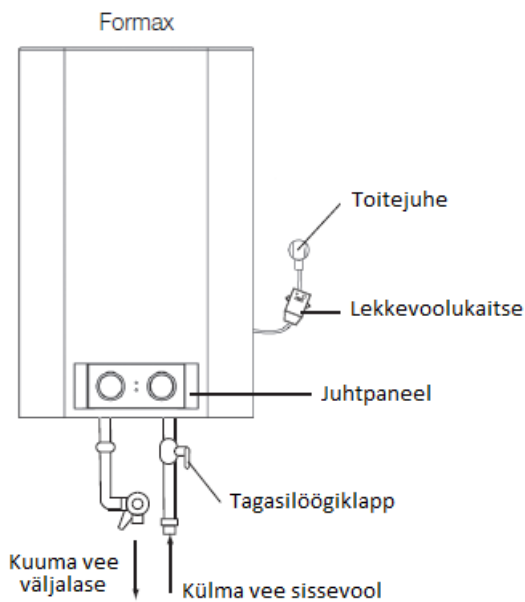 Formax
Toitejuhe
Lekkevoolukaitse
Juhtpaneel
Tagasilöögiklapp
Kuuma vee
väljalase
Külma vee sissevool